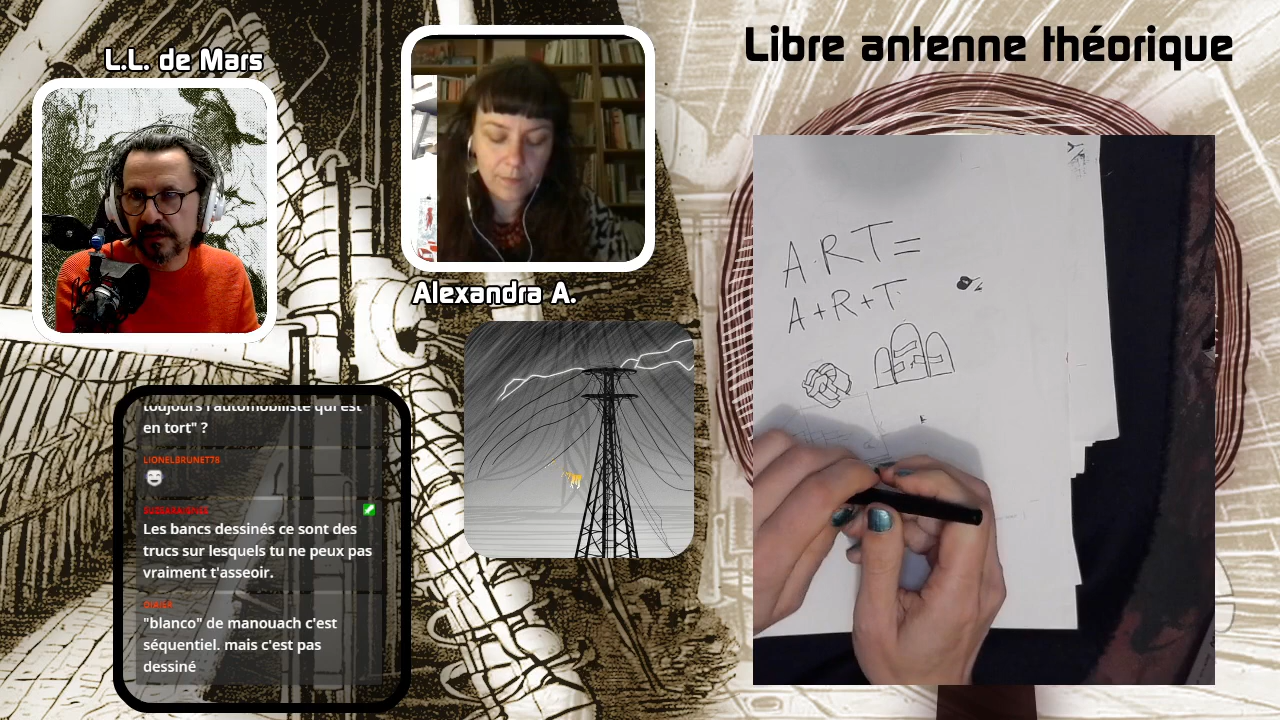 L.L. de Mars
Libre antenne théorique
Alexandra A.
A.RT=
A+R+T
toujours l'automobiliste qui est
en tort" ?
LIONELBRUNET78
Les bancs dessinés ce sont des
trucs sur lesquels tu ne peux pas
vraiment t'asseoir.
"blanco" de manouach c'est
séquentiel. mais c'est pas
dessiné